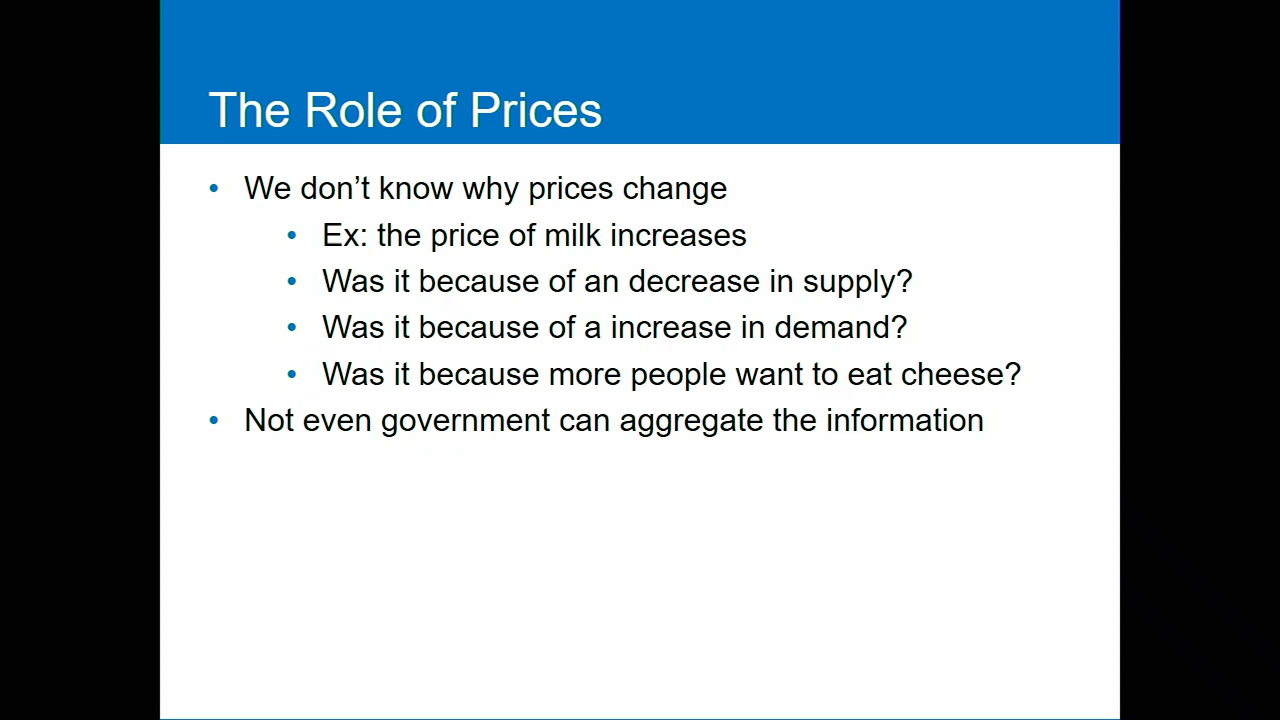 The Role of Prices
• We don’t know why prices change
• Ex: the price of milk increases
• Was it because of an decrease in supply?
• Was it because of a increase in demand?
• Was it because more people want to eat cheese?
• Not even government can aggregate the information